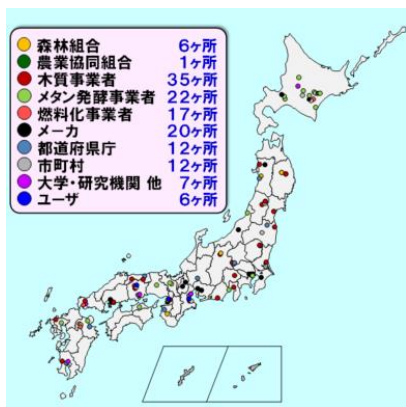 森林組合 6ヶ所
農業協同組合 1ヶ所
木質事業者 35ヶ所
メタン発酵事業者 22ヶ所
燃料化事業者 17ヶ所
メーカ 20ヶ所
都道府県庁 12ヶ所
市町村 12ヶ所
大学・研究機関 他 7ヶ所
ユーザ 6ヶ所